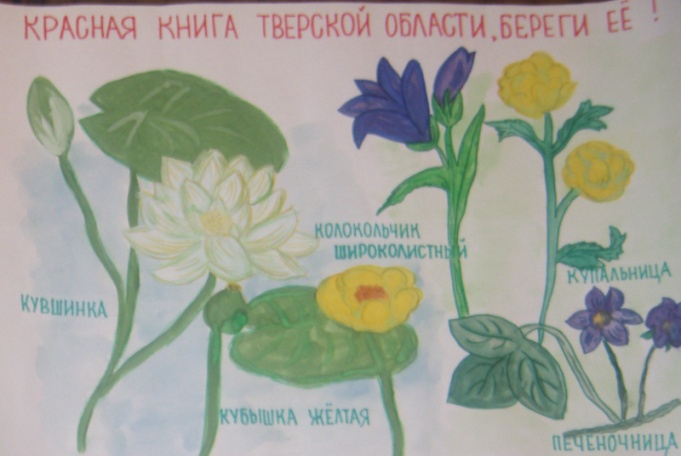 КРАСНАЯ КНИГА ТВЕРСКОЙ ОБЛАСТИ, БЕРЕГИ ЕЁ !
КОЛОКОЛЬЧИК
ШИРОКОЛИСТНЫЙ
КУПАЛЬНИЦА
КУВШИНКА
КУБЫШКА ЖЁЛТАЯ
ПЕЧЕНОЧНИЦА